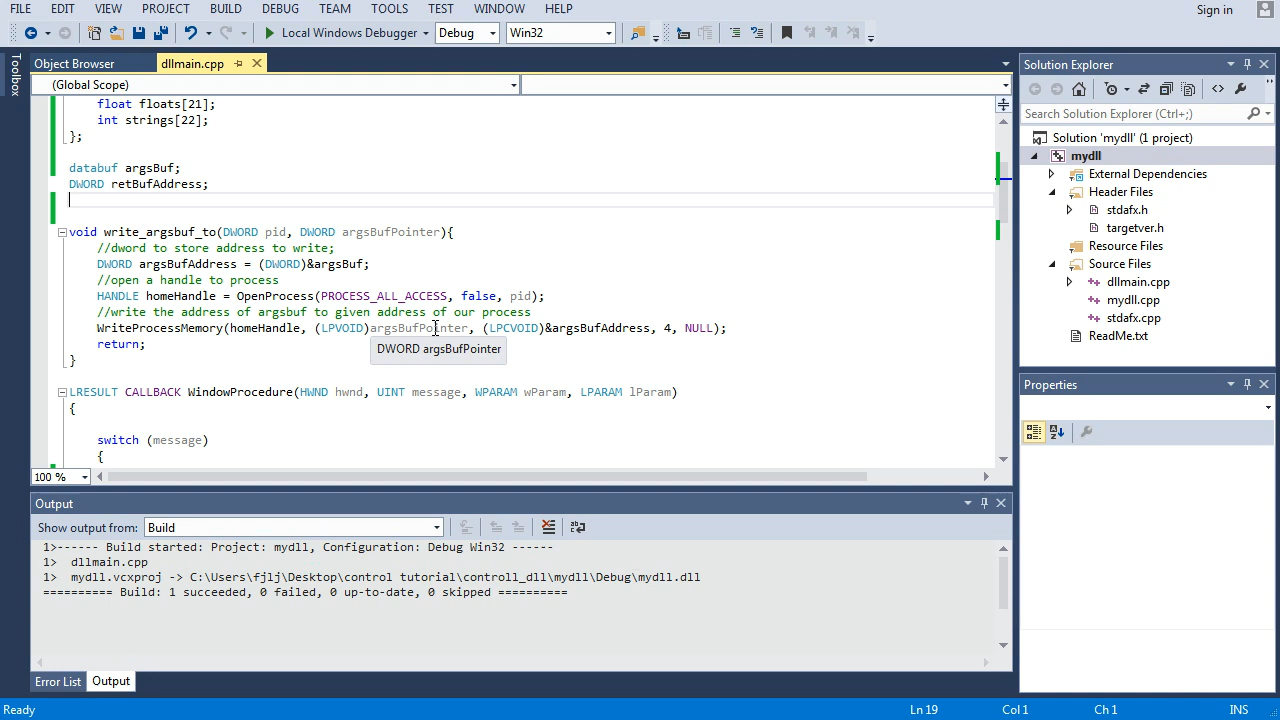 FILE EDIT VIEW PROJECT BUILD DEBUG TEAM TOOLS TEST WINDOW HELP Sign in
Local Windows Debugger Debug Win32
Toolbox
Object Browser dllmain.cpp
(Global Scope)
float floats[21];
int strings[22];
};
databuf argsBuf;
DWORD retBufAddress;
void write_argsbuf_to(DWORD pid, DWORD argsBufPointer){
//dword to store address to write;
DWORD argsBufAddress = (DWORD)&argsBuf;
//open a handle to process
HANDLE homeHandle = OpenProcess(PROCESS_ALL_ACCESS, false, pid);
//write the address of argsbuf to given address of our process
WriteProcessMemory(homeHandle, (LPVOID)argsBufPointer, (LPCVOID)&argsBufAddress, 4, NULL);
return;
DWORD argsBufPointer
}
LRESULT CALLBACK WindowProcedure(HWND hwnd, UINT message, WPARAM wParam, LPARAM lParam)
{
switch (message)
{
100 %
Solution Explorer
Search Solution Explorer (Ctrl+;)
Solution 'mydll' (1 project)
mydll
External Dependencies
Header Files
stdafx.h
targetver.h
Resource Files
Source Files
dllmain.cpp
mydll.cpp
stdafx.cpp
ReadMe.txt
Properties
Output
Show output from: Build
1>------ Build started: Project: mydll, Configuration: Debug Win32 ------
1> dllmain.cpp
1> mydll.vcxproj -> C:\Users\fjlj\Desktop\control tutorial\controll_dll\mydll\Debug\mydll.dll
========== Build: 1 succeeded, 0 failed, 0 up-to-date, 0 skipped ==========
Error List Output
Ready Ln 19 Col 1 Ch 1 INS